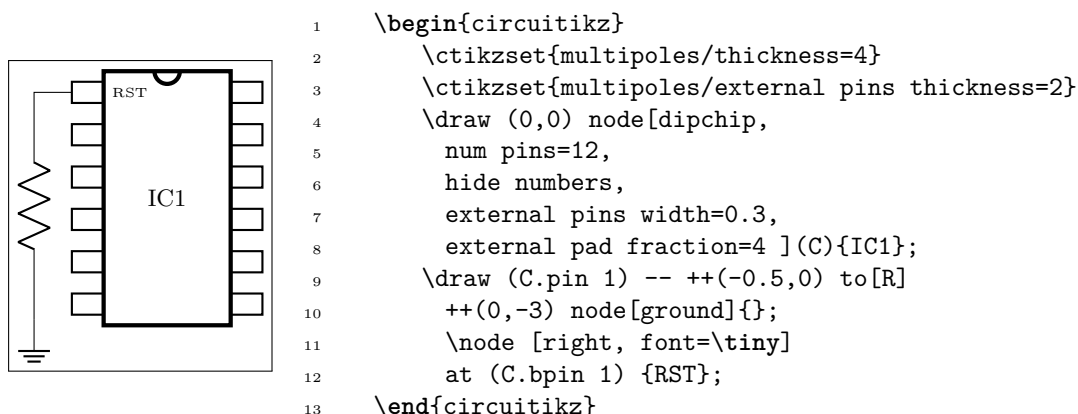 RST
IC1
1 \begin{circuitikz}
2 \ctikzset{multipoles/thickness=4}
3 \ctikzset{multipoles/external pins thickness=2}
4 \draw (0,0) node[dipchip,
5 num pins=12,
6 hide numbers,
7 external pins width=0.3,
8 external pad fraction=4 ](C){IC1};
9 \draw (C.pin 1) -- ++(-0.5,0) to[R]
10 ++(0,-3) node[ground]{};
11 \node [right, font=\tiny]
12 at (C.bpin 1) {RST};
13 \end{circuitikz}